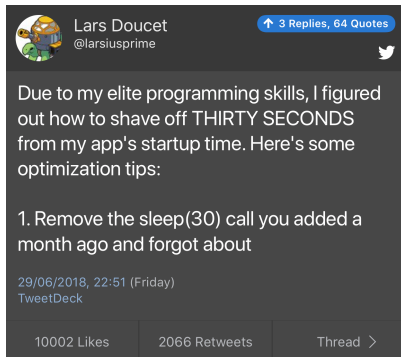 Lars Doucet
@larsiusprime
↑ 3 Replies, 64 Quotes
Due to my elite programming skills, I figured
out how to shave off THIRTY SECONDS
from my app's startup time. Here's some
optimization tips:
1. Remove the sleep(30) call you added a
month ago and forgot about
29/06/2018, 22:51 (Friday)
TweetDeck
10002 Likes
2066 Retweets
Thread >